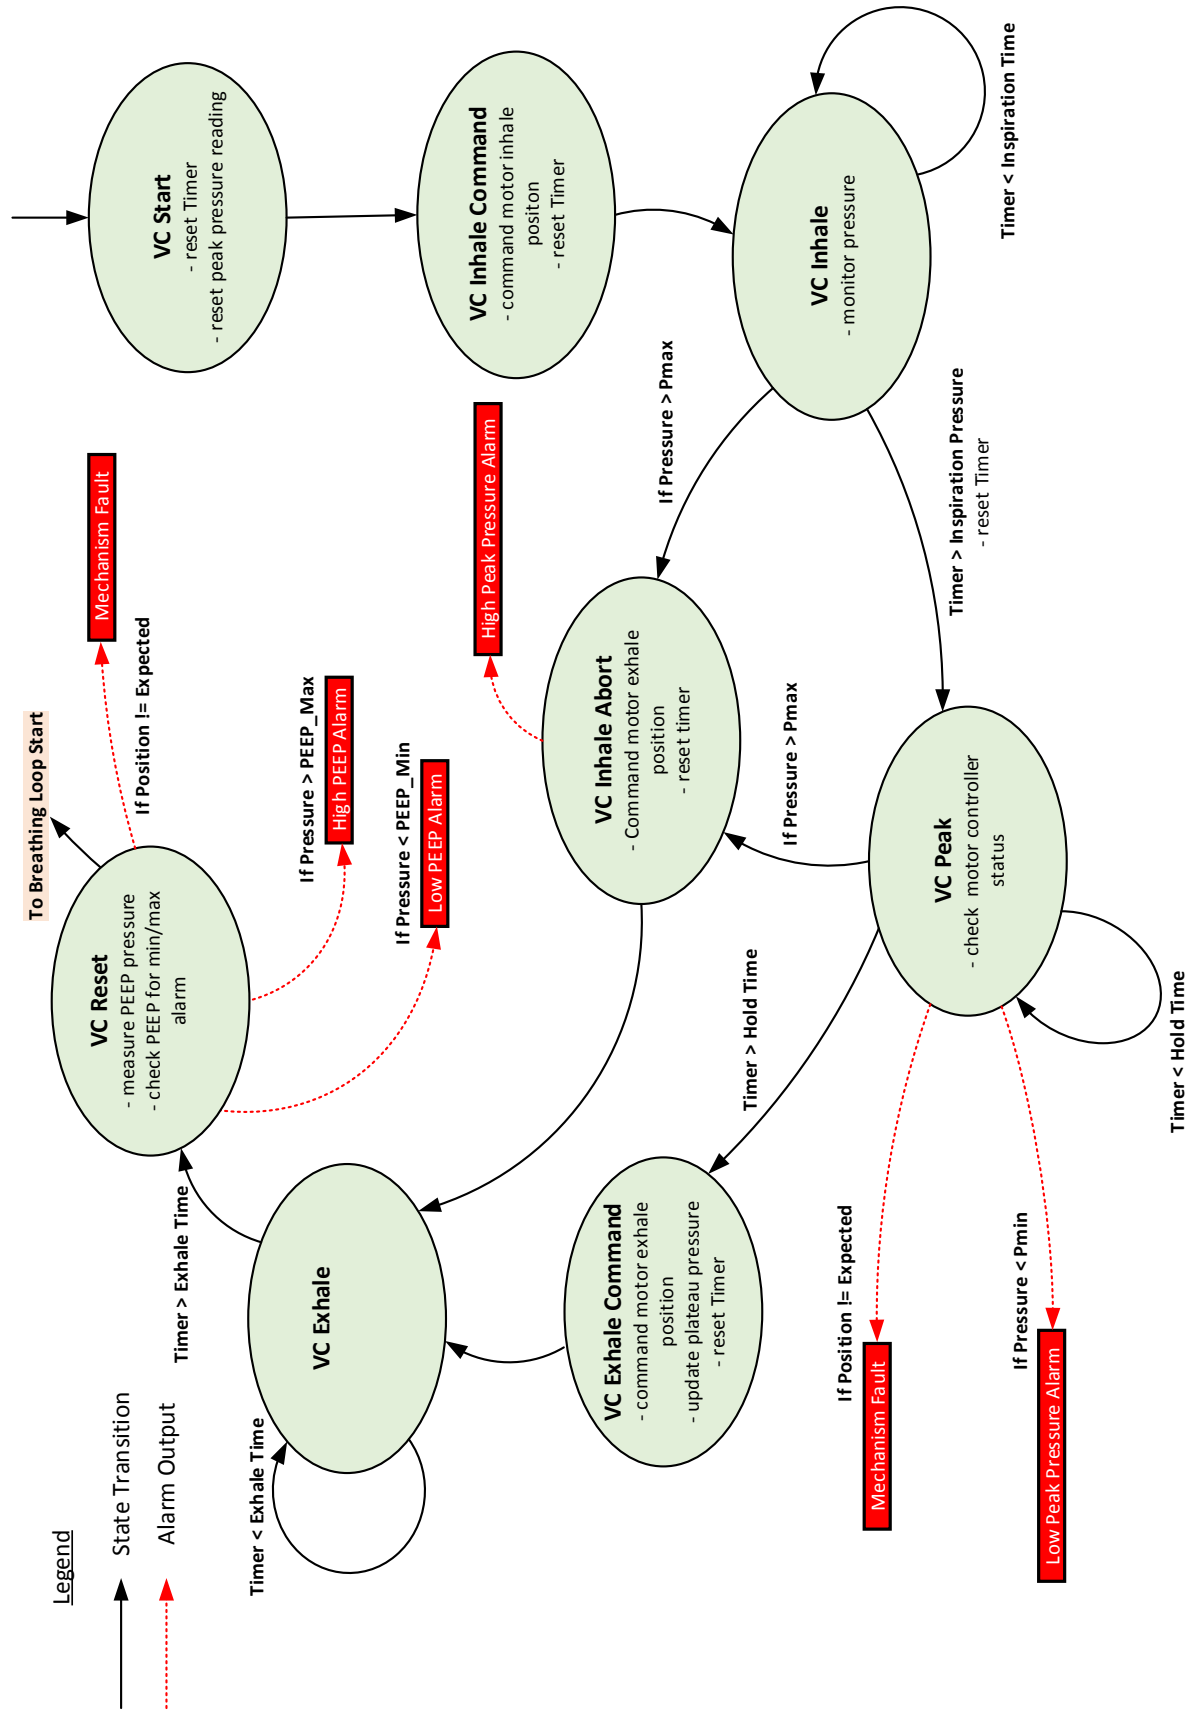 Legend
State Transition
Alarm Output
VC Start
- reset Timer
- reset peak pressure reading
VC Inhale Command
- command motor inhale
positon
- reset Timer
VC Inhale
- monitor pressure
Timer < Inspiration Time
If Pressure > Pmax
Timer > Inspiration Pressure
- reset Timer
VC Inhale Abort
- Command motor exhale
position
- reset timer
High Peak Pressure Alarm
If Pressure > Pmax
VC Peak
- check  motor controller
status
Timer < Hold Time
Timer > Hold Time
If Position != Expected
Mechanism Fault
If Pressure < Pmin
Low Peak Pressure Alarm
VC Exhale Command
- command motor exhale
position
- update plateau pressure
- reset Timer
VC Exhale
Timer < Exhale Time
Timer > Exhale Time
VC Reset
- measure PEEP pressure
- check PEEP for min/max
alarm
To Breathing Loop Start
If Position != Expected
Mechanism Fault
If Pressure > PEEP_Max
High PEEP Alarm
If Pressure < PEEP_Min
Low PEEP Alarm